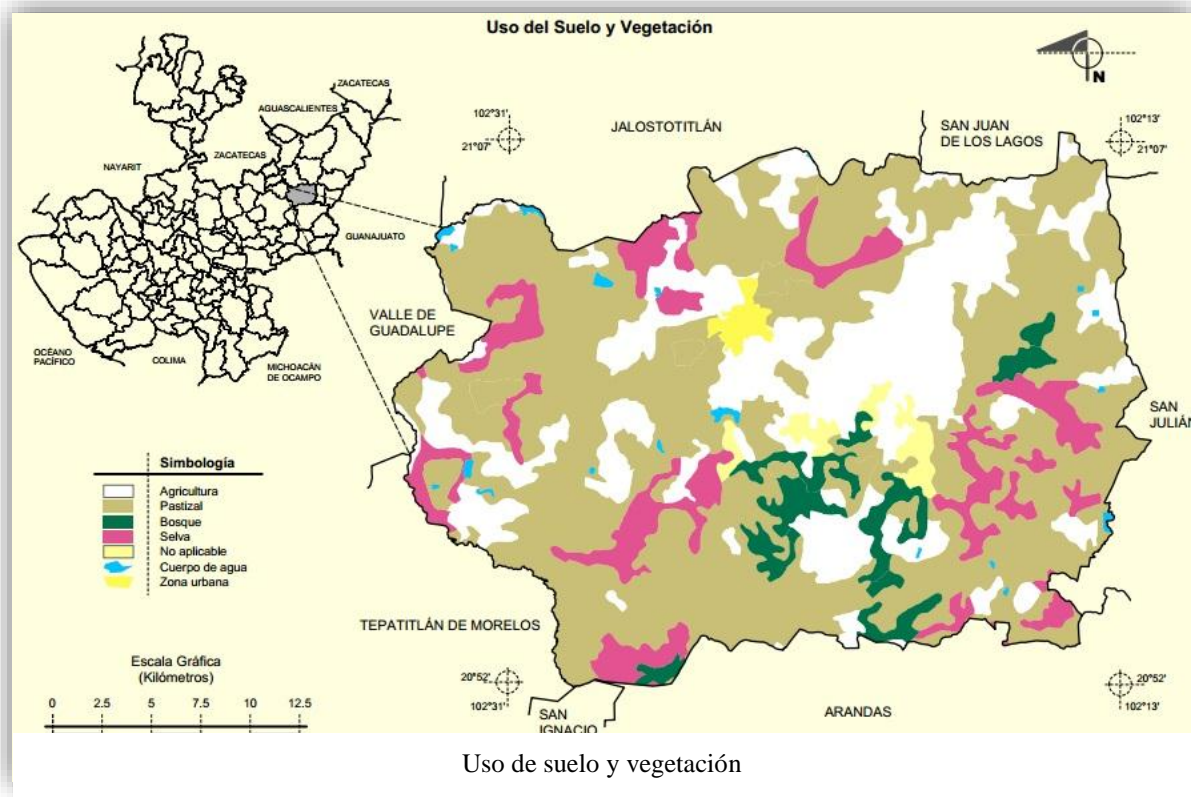 Uso del Suelo y Vegetación
N
ZACATECAS
AGUASCALIENTES
ZACATECAS
NAYARIT
GUANAJUATO
OCÉANO
PACÍFICO
COLIMA
MICHOACÁN
DE OCAMPO
102°31'
21°07'
JALOSTOTITLÁN
SAN JUAN
DE LOS LAGOS
102°13'
21°07'
VALLE DE
GUADALUPE
SAN
JULIÁN
TEPATITLÁN DE MORELOS
20°52'
102°31'
SAN
IGNACIO
ARANDAS
20°52'
102°13'
Simbología
Agricultura
Pastizal
Bosque
Selva
No aplicable
Cuerpo de agua
Zona urbana
Escala Gráfica
(Kilómetros)
0 2.5 5 7.5 10 12.5
Uso de suelo y vegetación